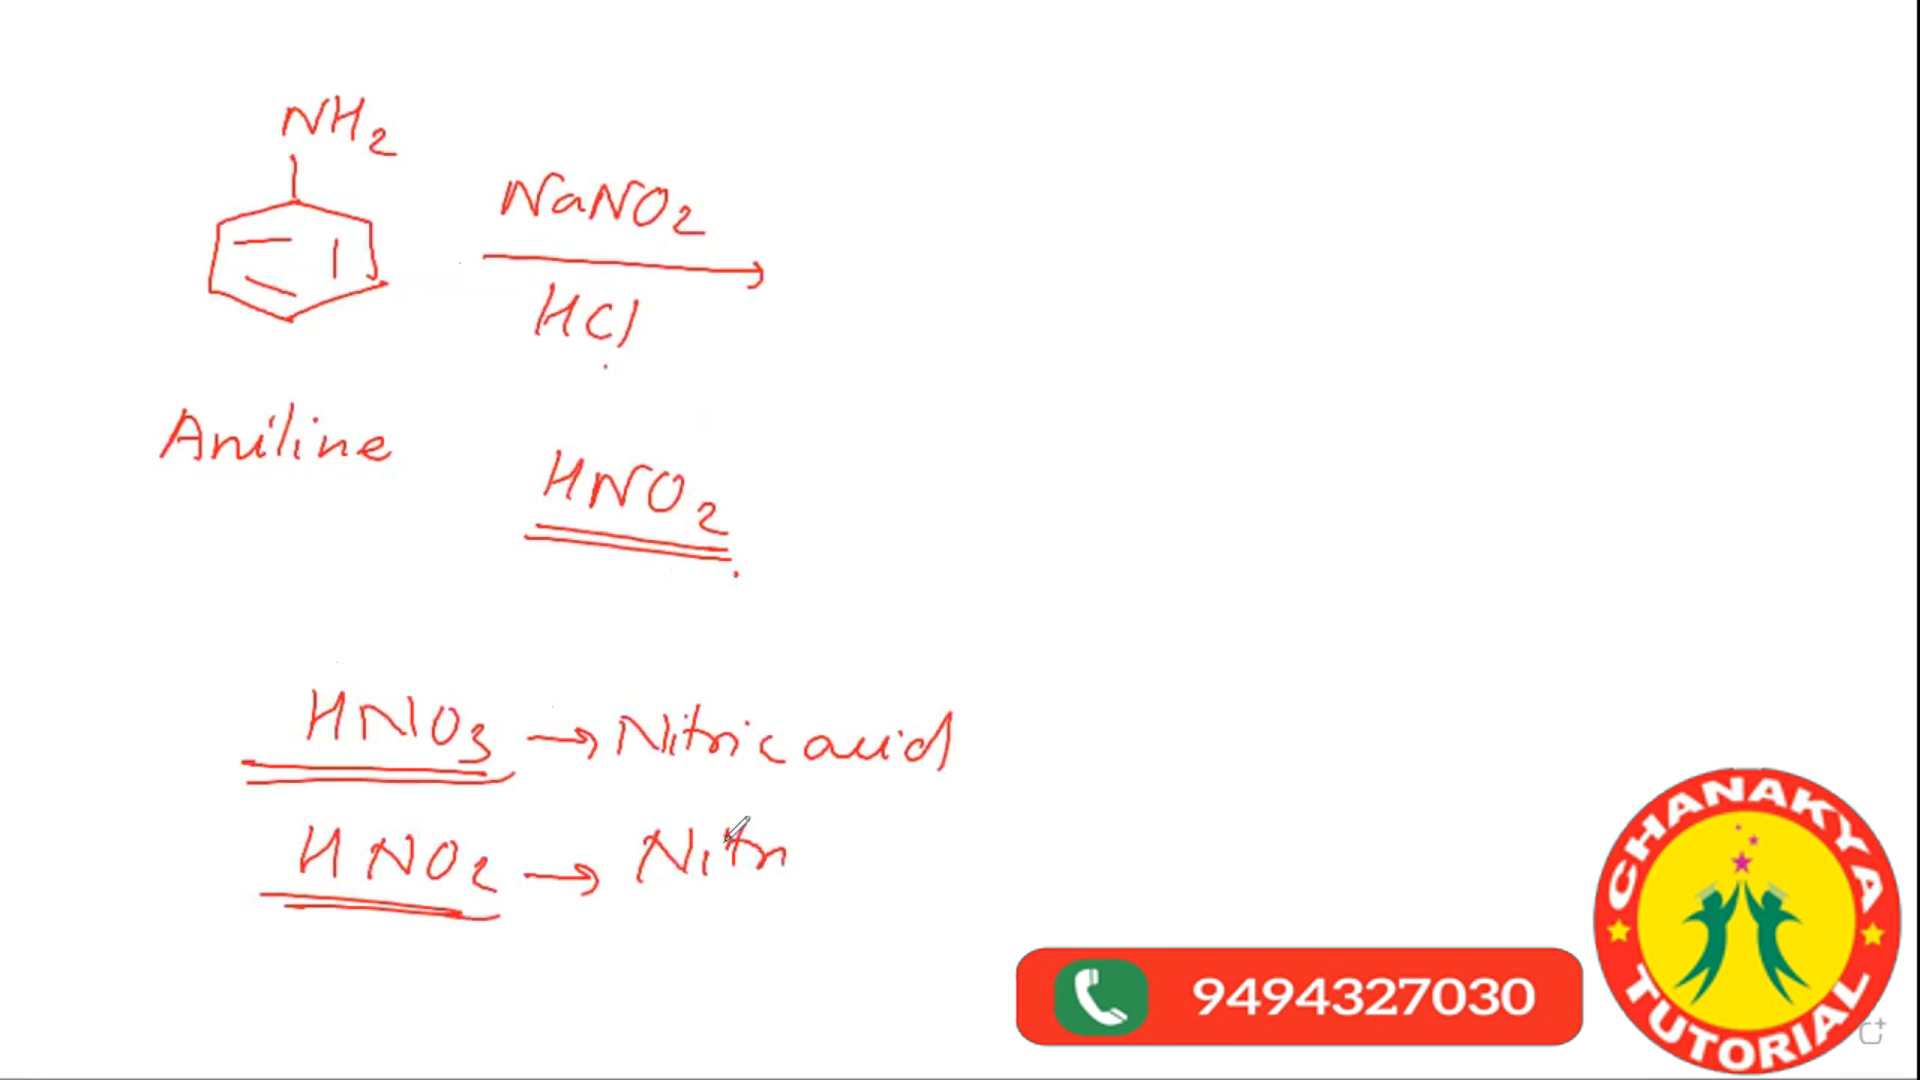 NH2
NaNO2
HCl
Aniline
HNO2
HNO3 → Nitric acid
HNO2 → Nitr
9494327030
CHANAKYA
TUTORIAL